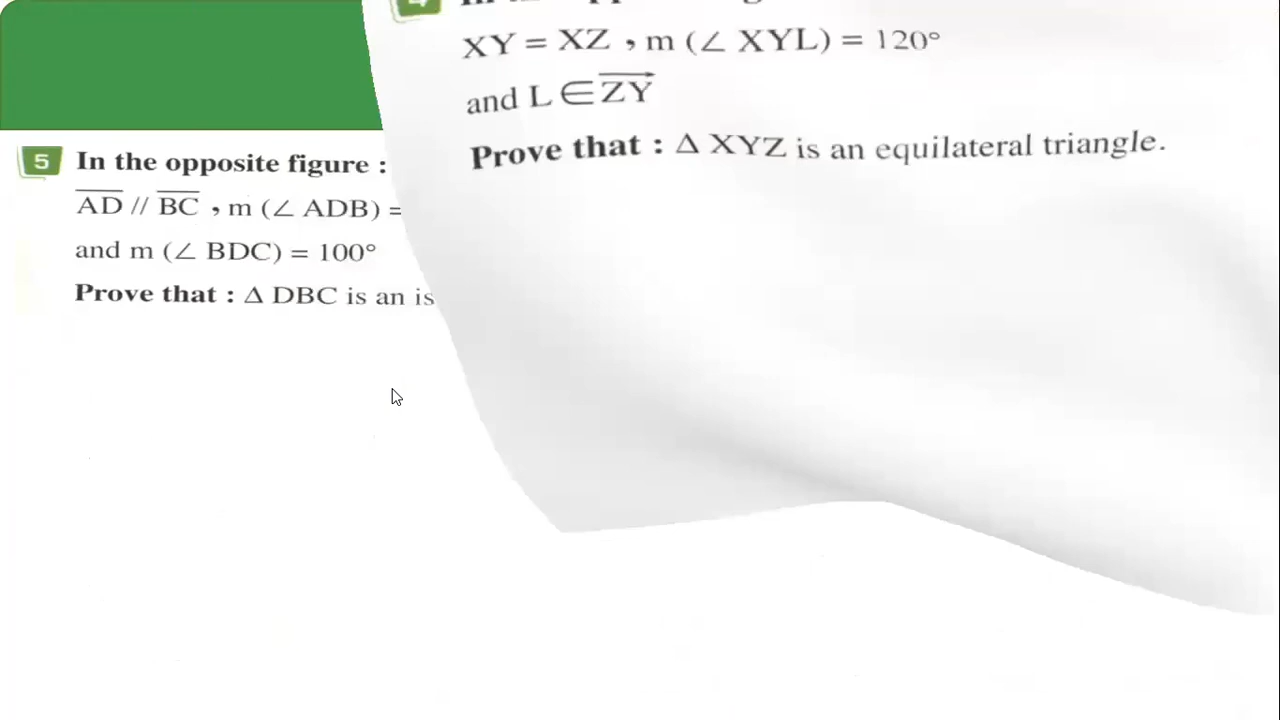 XY = XZ , m (∠ XYL) = 120°
and L ∈ ZY
Prove that : Δ XYZ is an equilateral triangle.
5 In the opposite figure :
AD // BC , m (∠ ADB) =
and m (∠ BDC) = 100°
Prove that : Δ DBC is an is